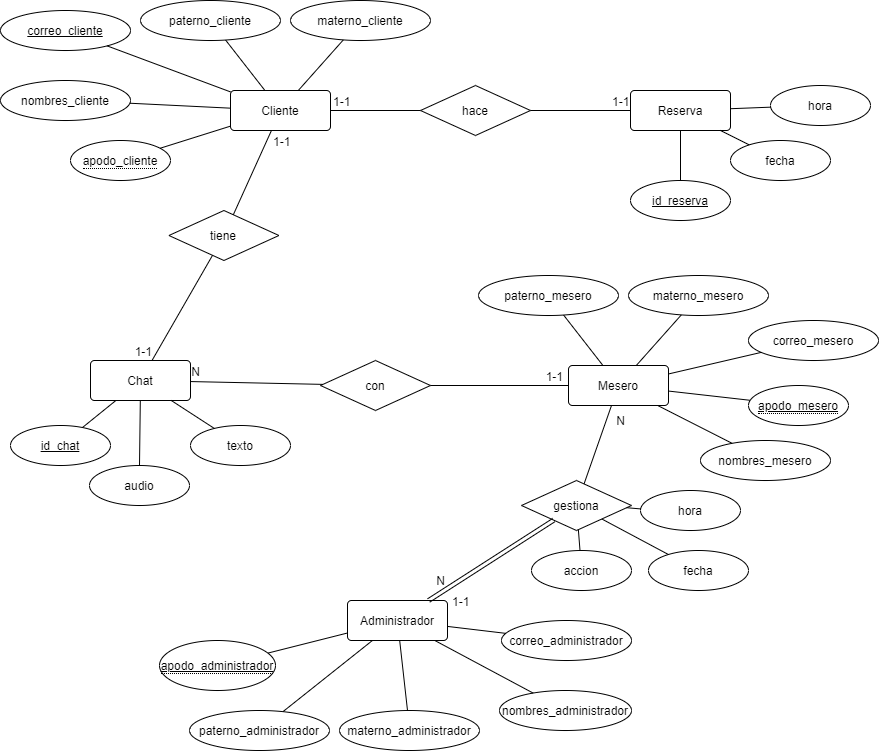 paterno_cliente
materno_cliente
correo_cliente
nombres_cliente
Cliente
1-1
hace
1-1
Reserva
hora
1-1
apodo_cliente
fecha
id_reserva
tiene
paterno_mesero
materno_mesero
correo_mesero
1-1
Chat
N
con
1-1
Mesero
apodo_mesero
N
id_chat
texto
nombres_mesero
audio
gestiona
hora
accion
fecha
N
1-1
Administrador
correo_administrador
apodo_administrador
nombres_administrador
paterno_administrador
materno_administrador